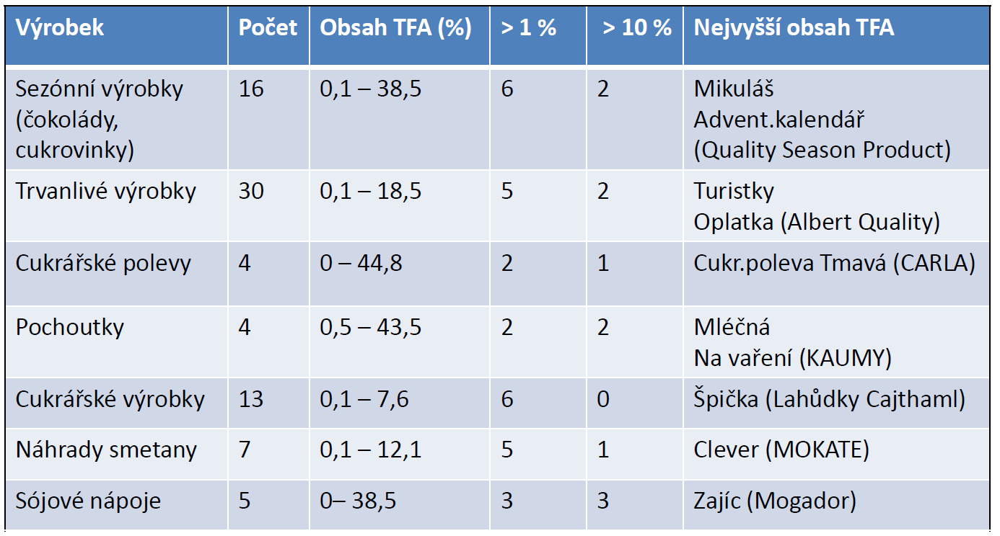 Výrobek Počet Obsah TFA (%) > 1 % > 10 % Nejvyšší obsah TFA
Sezónní výrobky 16 0,1 – 38,5 6 2 Mikuláš
(čokolády, Advent.kalendář
cukrovinky) (Quality Season Product)
Trvanlivé výrobky 30 0,1 – 18,5 5 2 Turistky
Oplatka (Albert Quality)
Cukrářské polevy 4 0 – 44,8 2 1 Cukr.poleva Tmavá (CARLA)
Pochoutky 4 0,5 – 43,5 2 2 Mléčná
Na vaření (KAUMY)
Cukrářské výrobky 13 0,1 – 7,6 6 0 Špička (Lahůdky Cajthaml)
Náhrady smetany 7 0,1 – 12,1 5 1 Clever (MOKATE)
Sójové nápoje 5 0– 38,5 3 3 Zajíc (Mogador)